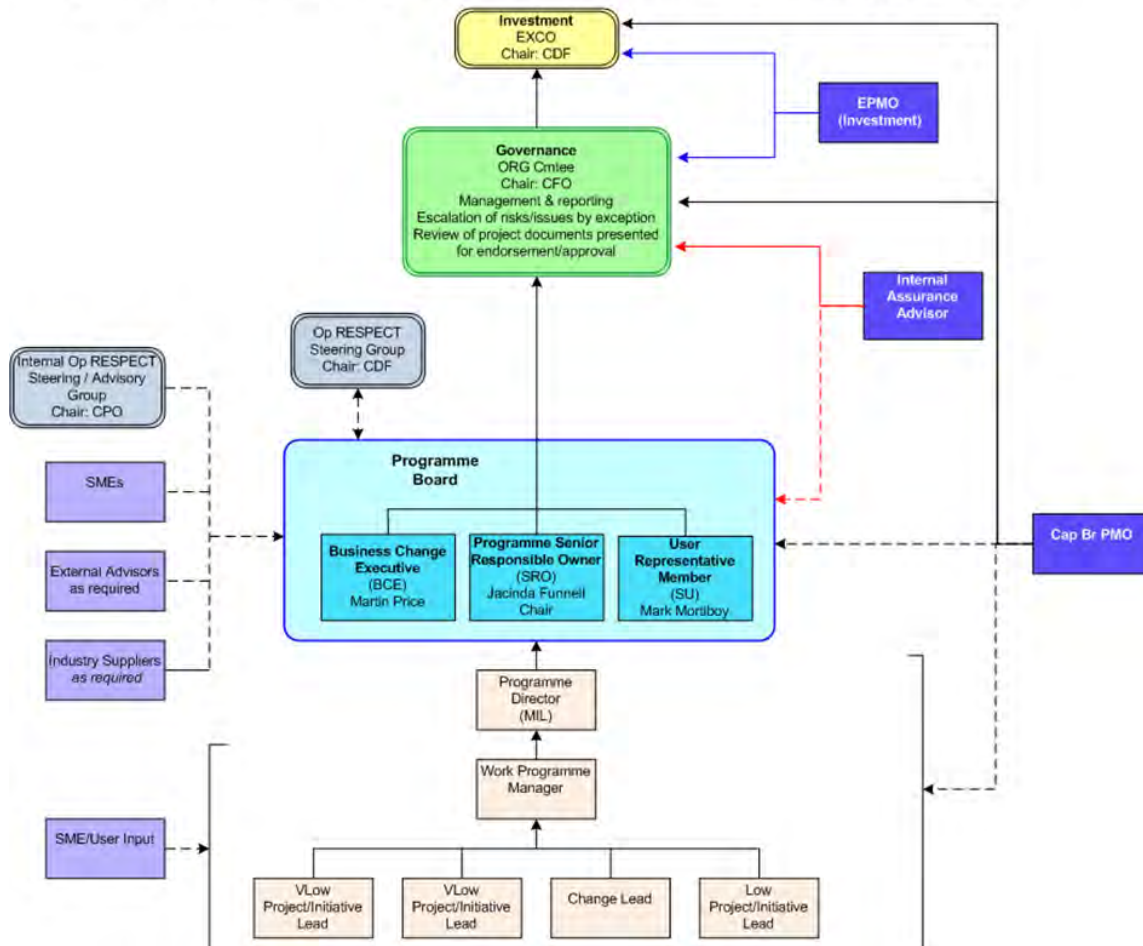 Investment
EXCO
Chair: CDF
EPMO
(Investment)
Governance
ORG Cmtee
Chair: CFO
Management & reporting
Escalation of risks/issues by exception
Review of project documents presented
for endorsement/approval
Internal
Assurance
Advisor
Op RESPECT
Steering Group
Chair: CDF
Internal Op RESPECT
Steering / Advisory
Group
Chair: CPO
SMEs
External Advisors
as required
Industry Suppliers
as required
Programme
Board
Business Change
Executive
(BCE)
Martin Price
Programme Senior
Responsible Owner
(SRO)
Jacinda Funnell
Chair
User
Representative
Member
(SU)
Mark Mortiboy
Cap Br PMO
Programme
Director
(MIL)
Work Programme
Manager
SME/User Input
VLow
Project/Initiative
Lead
VLow
Project/Initiative
Lead
Change Lead
Low
Project/Initiative
Lead